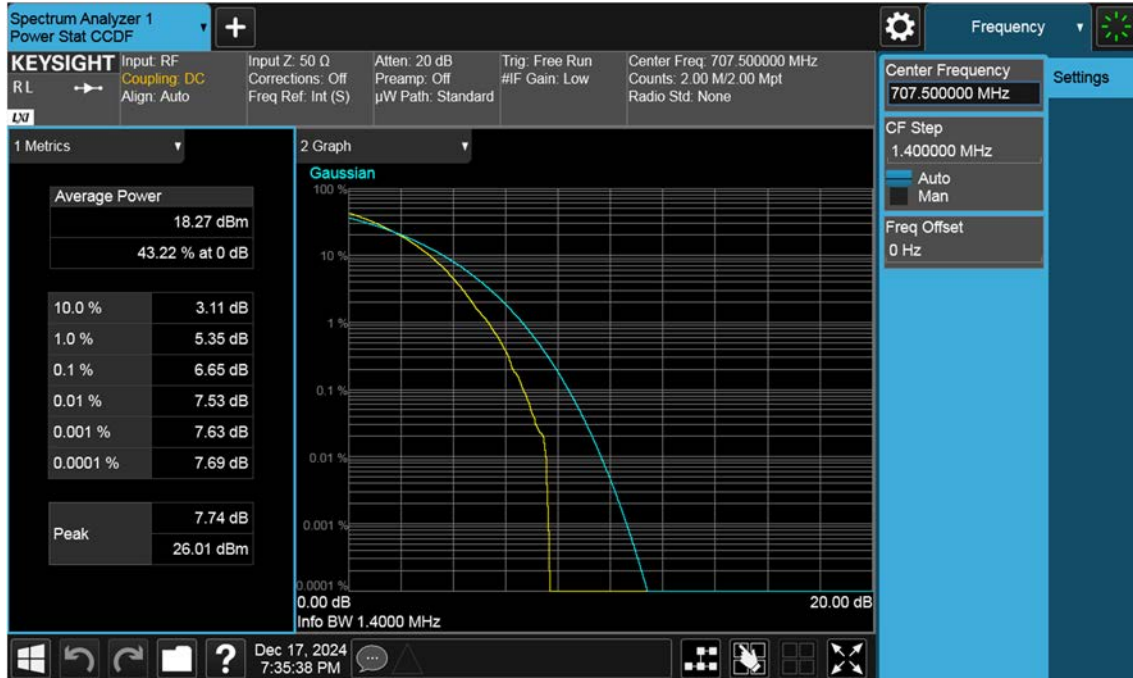 Spectrum Analyzer 1
Power Stat CCDF
Frequency
KEYSIGHT
R L
LXI
Input: RF
Coupling: DC
Align: Auto
Input Z: 50 Ω
Corrections: Off
Freq Ref: Int (S)
Atten: 20 dB
Preamp: Off
µW Path: Standard
Trig: Free Run
#IF Gain: Low
Center Freq: 707.500000 MHz
Counts: 2.00 M/2.00 Mpt
Radio Std: None
Center Frequency
707.500000 MHz
Settings
CF Step
1.400000 MHz
Auto
Man
Freq Offset
0 Hz
1 Metrics
Average Power
18.27 dBm
43.22 % at 0 dB
10.0 % 3.11 dB
1.0 % 5.35 dB
0.1 % 6.65 dB
0.01 % 7.53 dB
0.001 % 7.63 dB
0.0001 % 7.69 dB
Peak
7.74 dB
26.01 dBm
2 Graph
Gaussian
100 %
10 %
1 %
0.1 %
0.01 %
0.001 %
0.0001 %
0.00 dB 20.00 dB
Info BW 1.4000 MHz
?
Dec 17, 2024
7:35:38 PM